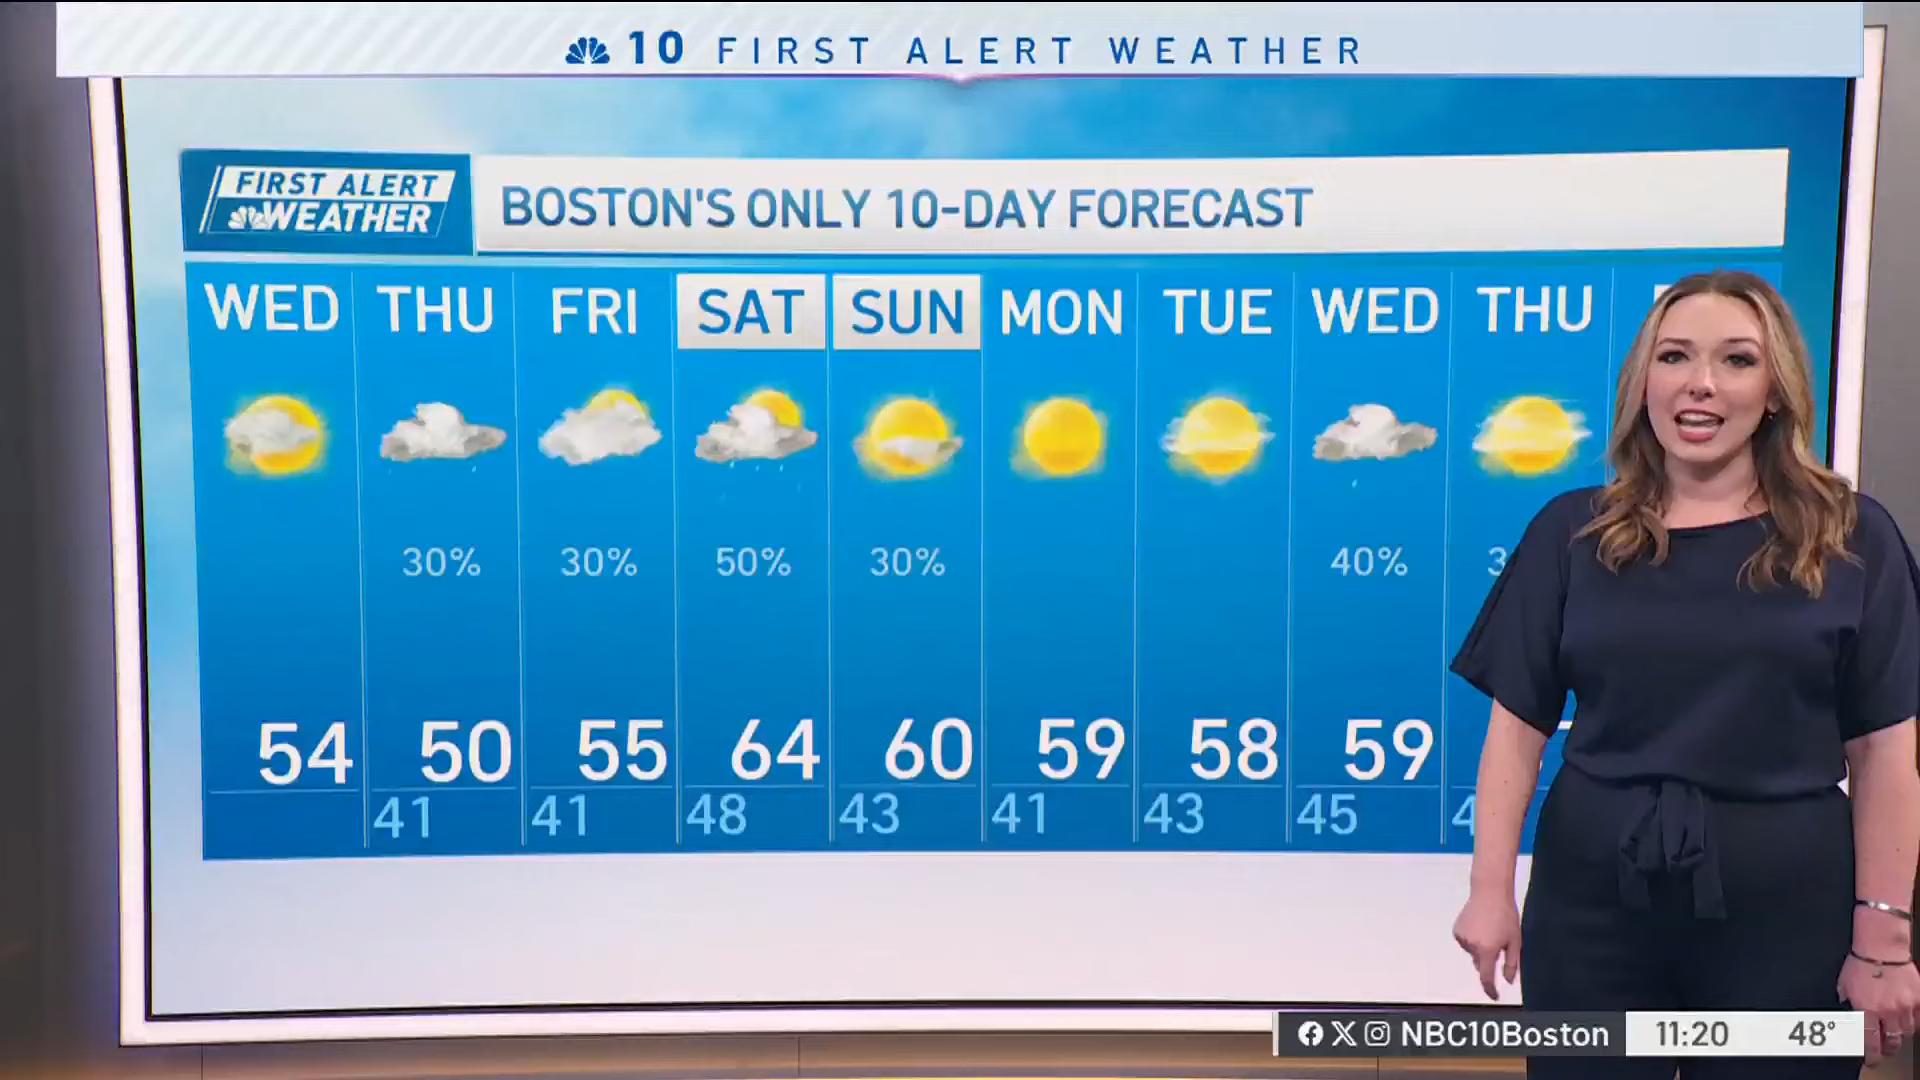 10 FIRST ALERT WEATHER
FIRST ALERT
WEATHER
BOSTON'S ONLY 10-DAY FORECAST
WED THU FRI SAT SUN MON TUE WED THU
30% 30% 50% 30% 40%
54 50 55 64 60 59 58 59
41 41 48 43 41 43 45
NBC10Boston 11:20 48°